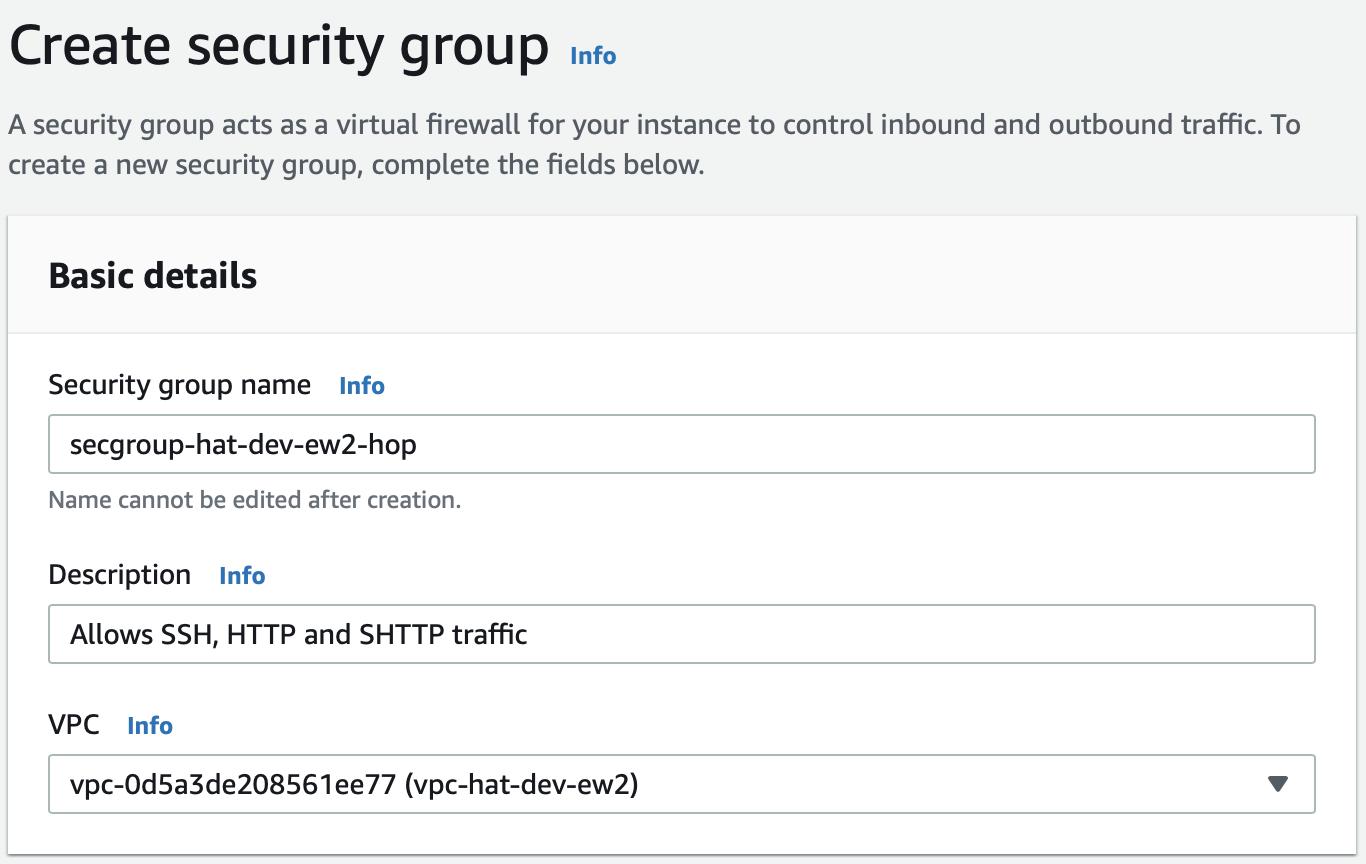 Create security group Info
A security group acts as a virtual firewall for your instance to control inbound and outbound traffic. To
create a new security group, complete the fields below.
Basic details
Security group name Info
secgroup-hat-dev-ew2-hop
Name cannot be edited after creation.
Description Info
Allows SSH, HTTP and SHTTP traffic
VPC Info
vpc-0d5a3de208561ee77 (vpc-hat-dev-ew2)